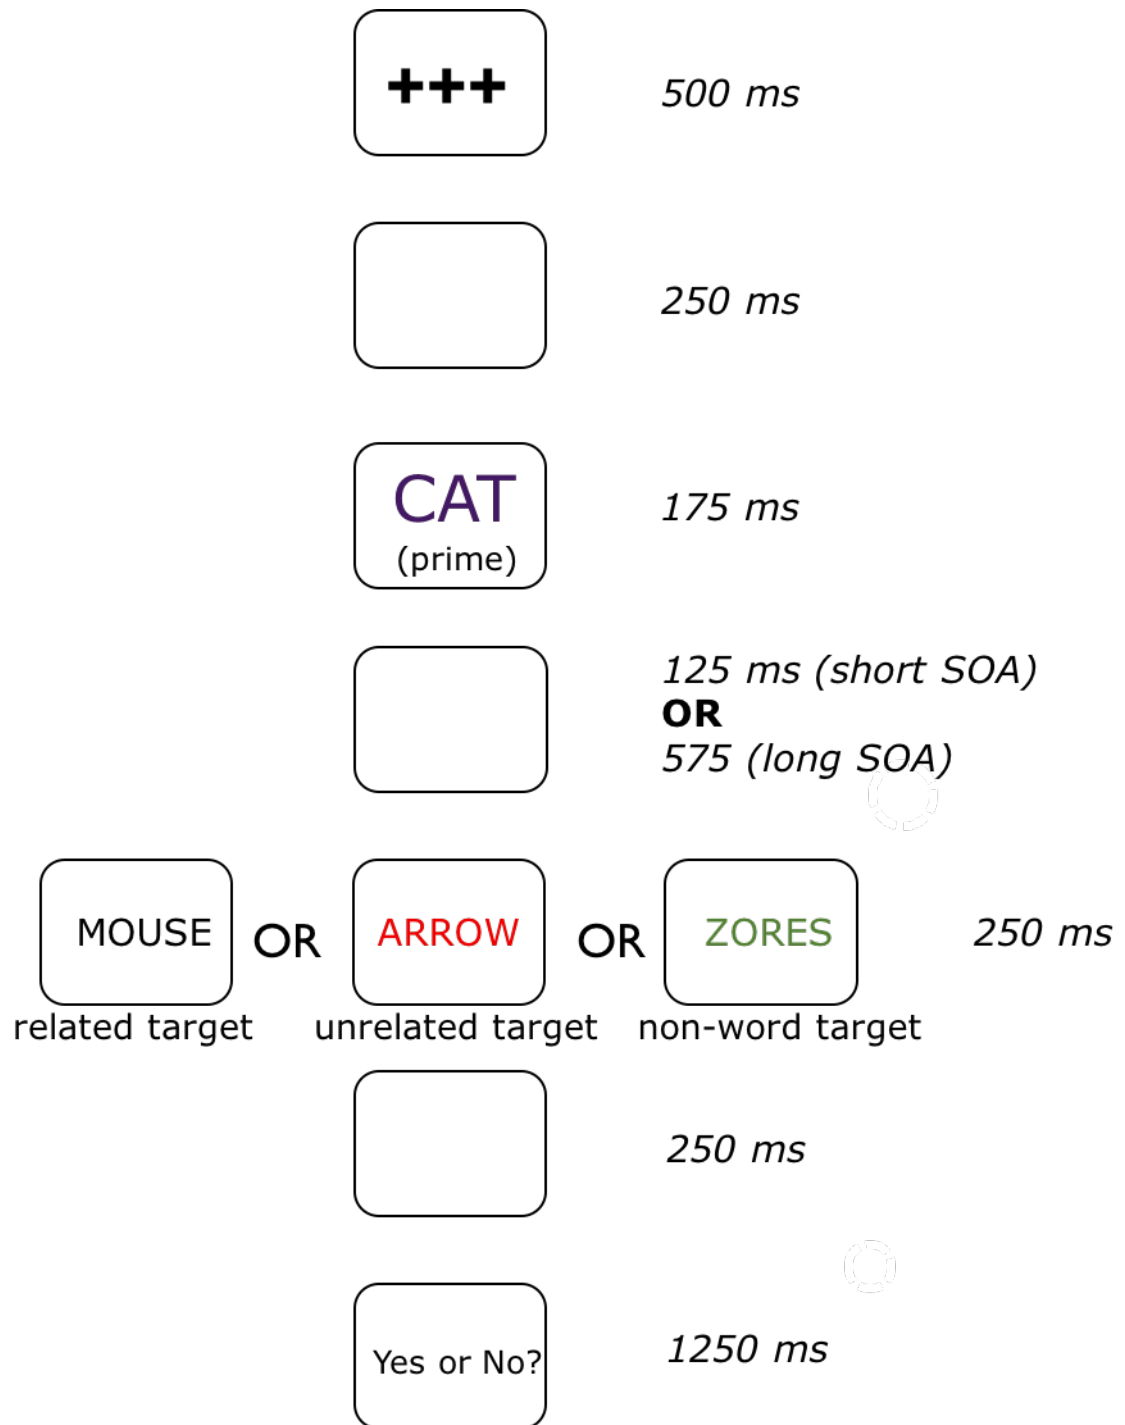 +++
500 ms
250 ms
CAT
(prime)
175 ms
125 ms (short SOA)
OR
575 (long SOA)
MOUSE OR ARROW OR ZORES 250 ms
related target unrelated target non-word target
250 ms
Yes or No?
1250 ms